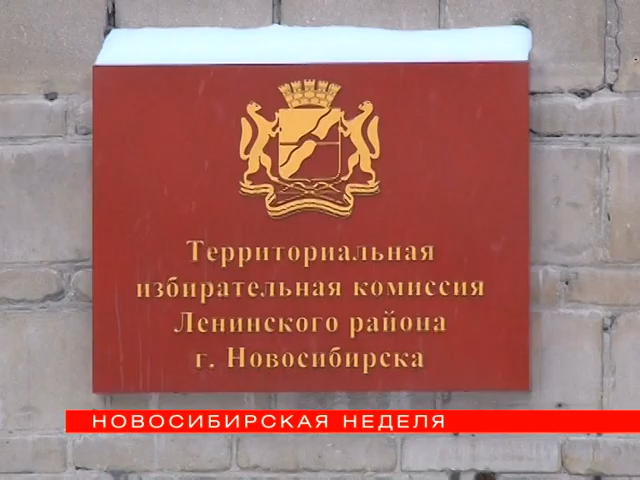 Территориальная
избирательная комиссия
Ленинского района
г. Новосибирска
НОВОСИБИРСКАЯ НЕДЕЛЯ